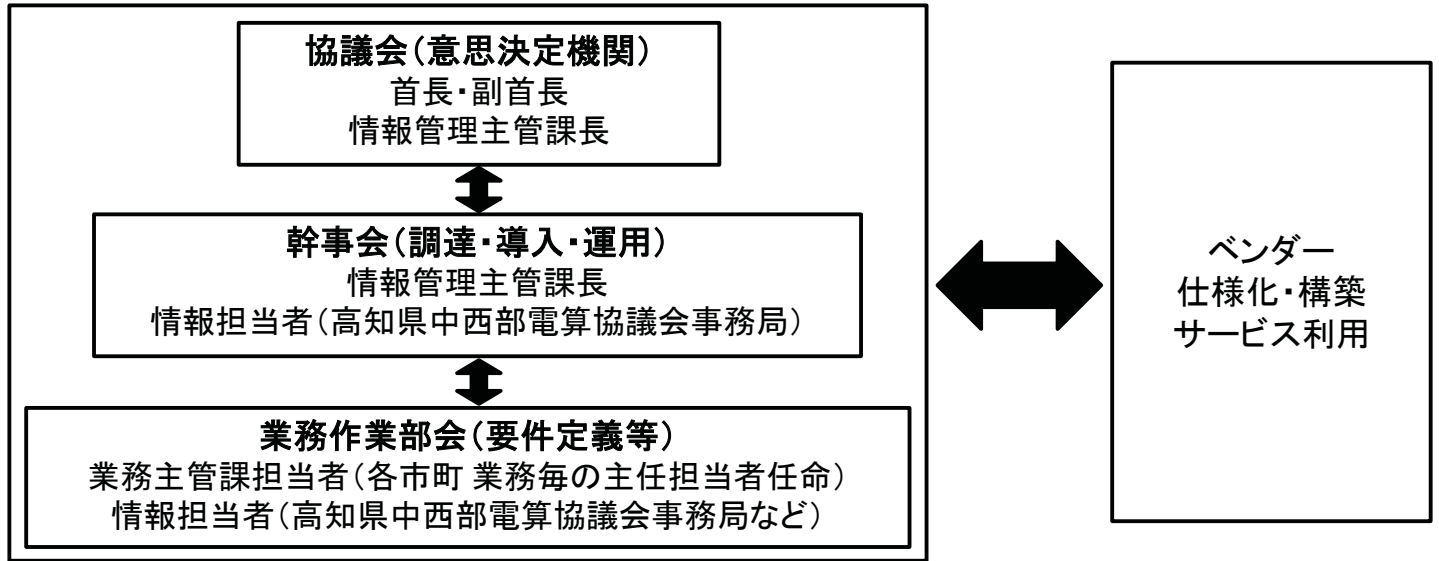 協議会（意思決定機関）
首長・副首長
情報管理主管課長
幹事会（調達・導入・運用）
情報管理主管課長
情報担当者（高知県中西部電算協議会事務局）
業務作業部会（要件定義等）
業務主管課担当者（各市町 業務毎の主任担当者任命）
情報担当者（高知県中西部電算協議会事務局など）
ベンダー
仕様化・構築
サービス利用